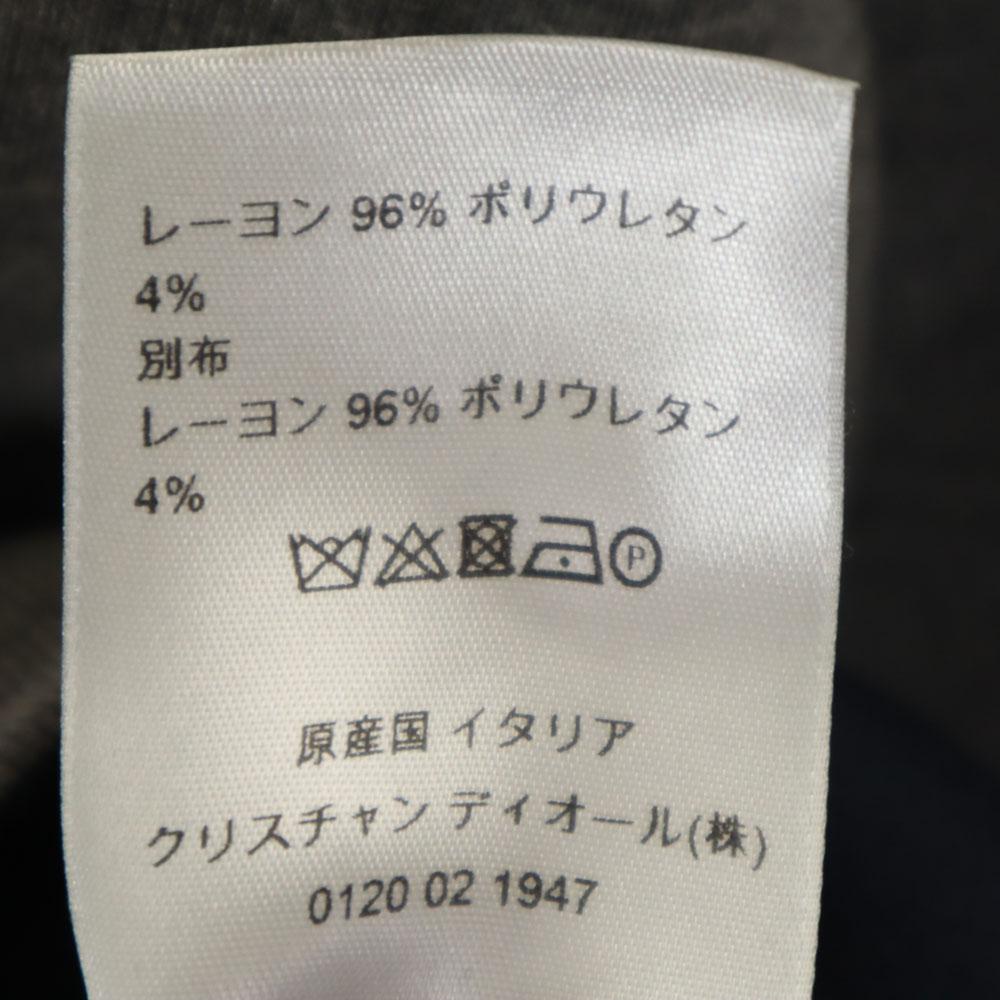 レーヨン 96% ポリウレタン
4%
別布
レーヨン 96% ポリウレタン
4%
P
原産国 イタリア
クリスチャン ディオール(株)
0120 02 1947